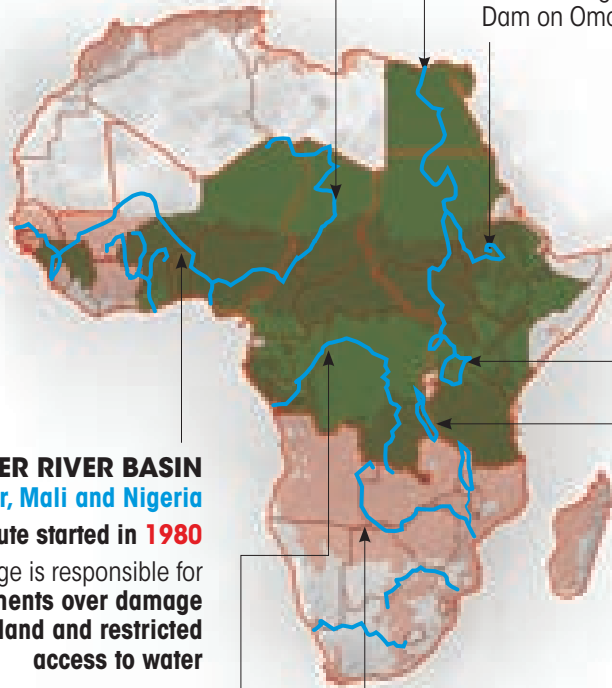 Dam on Omo
ER RIVER BASIN
r, Mali and Nigeria
ute started in 1980
ge is responsible for
ments over damage
land and restricted
access to water